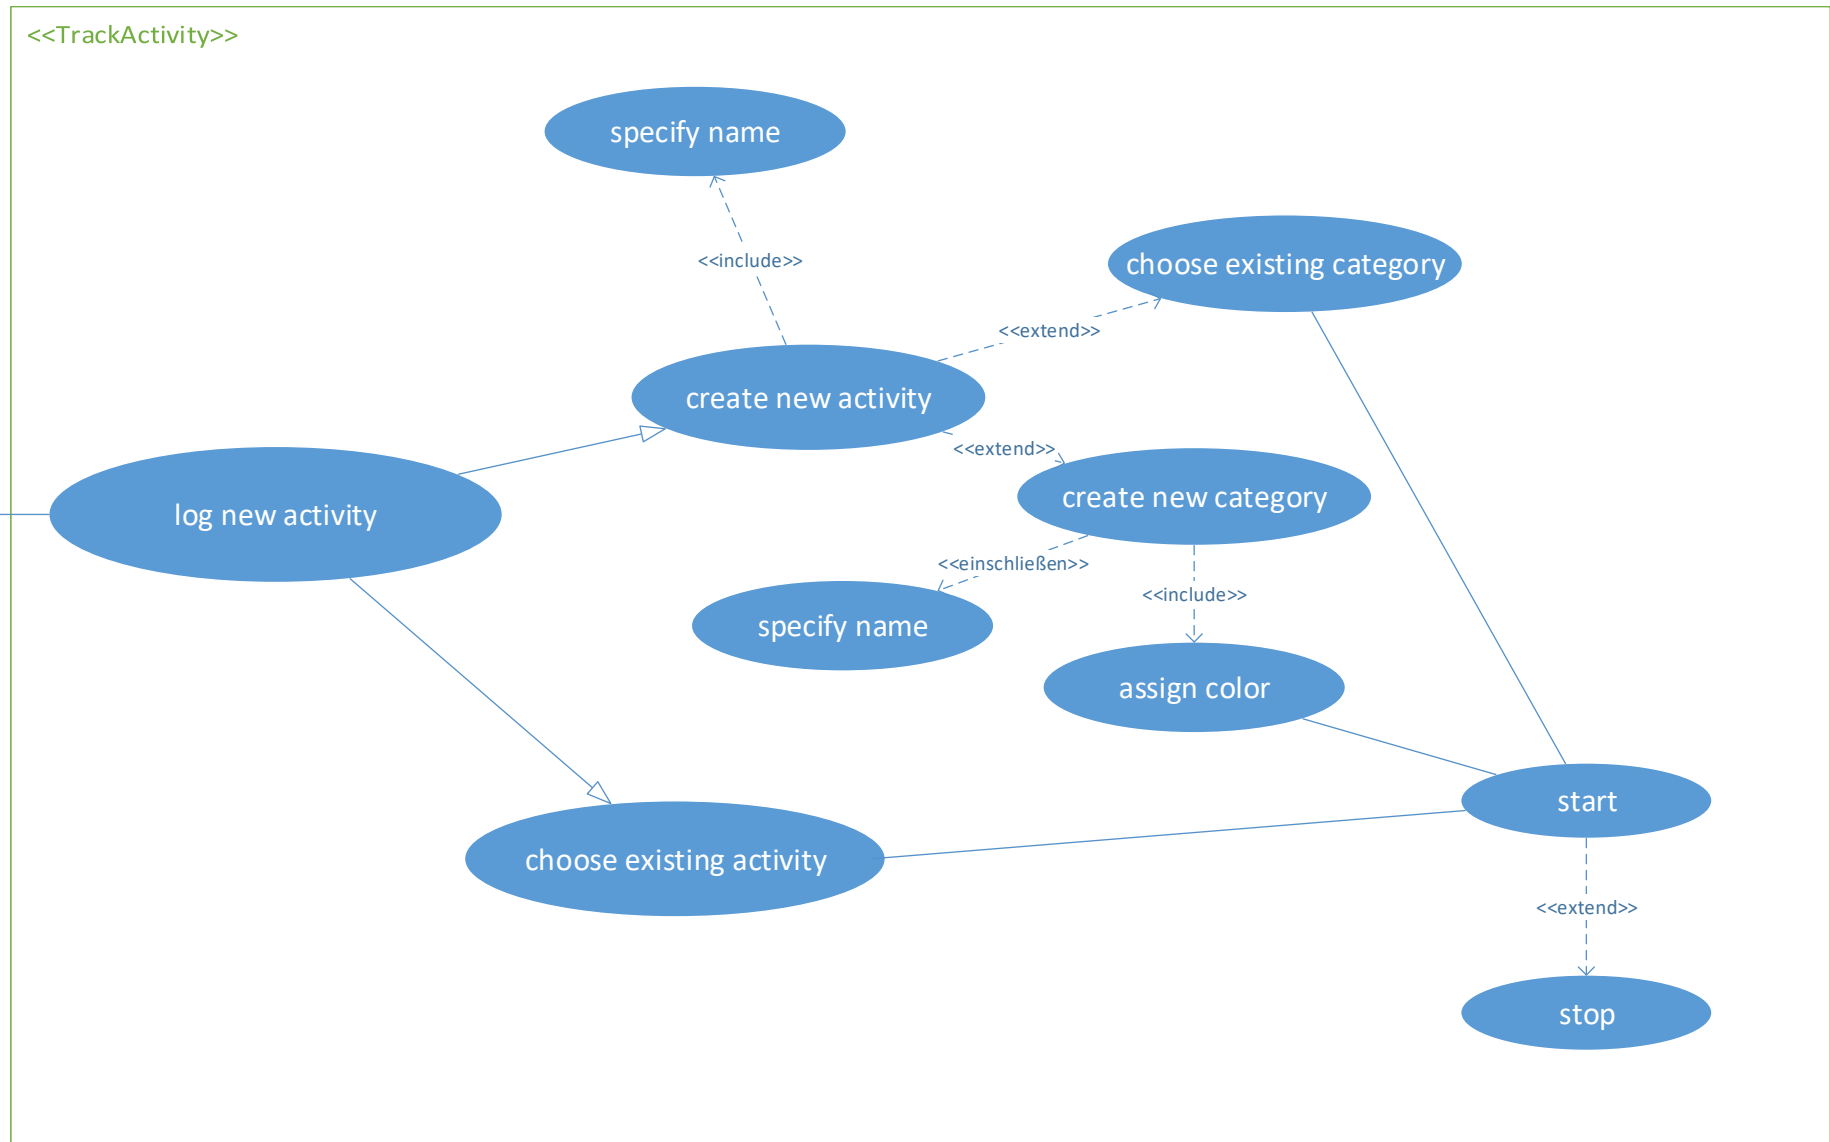 <<TrackActivity>>
specify name
<<include>>
choose existing category
<<extend>>
create new activity
<<extend>>
create new category
log new activity
<<einschließen>>
<<include>>
specify name
assign color
start
choose existing activity
<<extend>>
stop